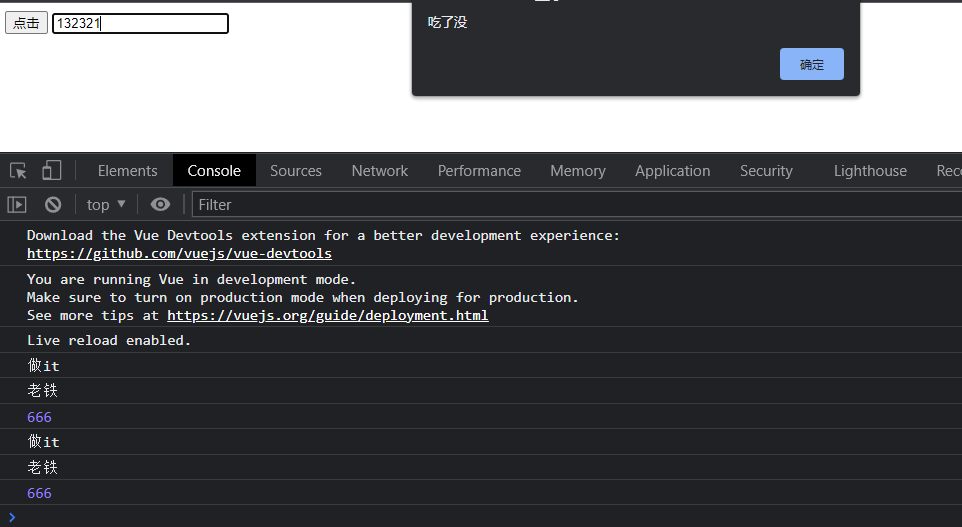 点击 132321
吃了没
确定
Elements Console Sources Network Performance Memory Application Security Lighthouse Reco
top ▼ Filter
Download the Vue Devtools extension for a better development experience:
https://github.com/vuejs/vue-devtools
You are running Vue in development mode.
Make sure to turn on production mode when deploying for production.
See more tips at https://vuejs.org/guide/deployment.html
Live reload enabled.
做it
老铁
666
做it
老铁
666